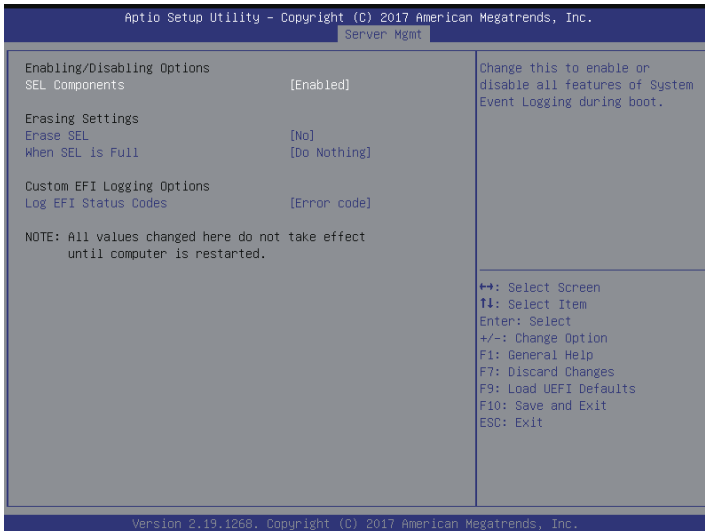 Aptio Setup Utility – Copyright (C) 2017 American Megatrends, Inc.
Server Mgmt
Enabling/Disabling Options
SEL Components [Enabled]
Erasing Settings
Erase SEL [No]
When SEL is Full [Do Nothing]
Custom EFI Logging Options
Log EFI Status Codes [Error code]
NOTE: All values changed here do not take effect
until computer is restarted.
Change this to enable or
disable all features of System
Event Logging during boot.
↔: Select Screen
↑↓: Select Item
Enter: Select
+/-: Change Option
F1: General Help
F7: Discard Changes
F9: Load UEFI Defaults
F10: Save and Exit
ESC: Exit
Version 2.19.1268. Copyright (C) 2017 American Megatrends, Inc.